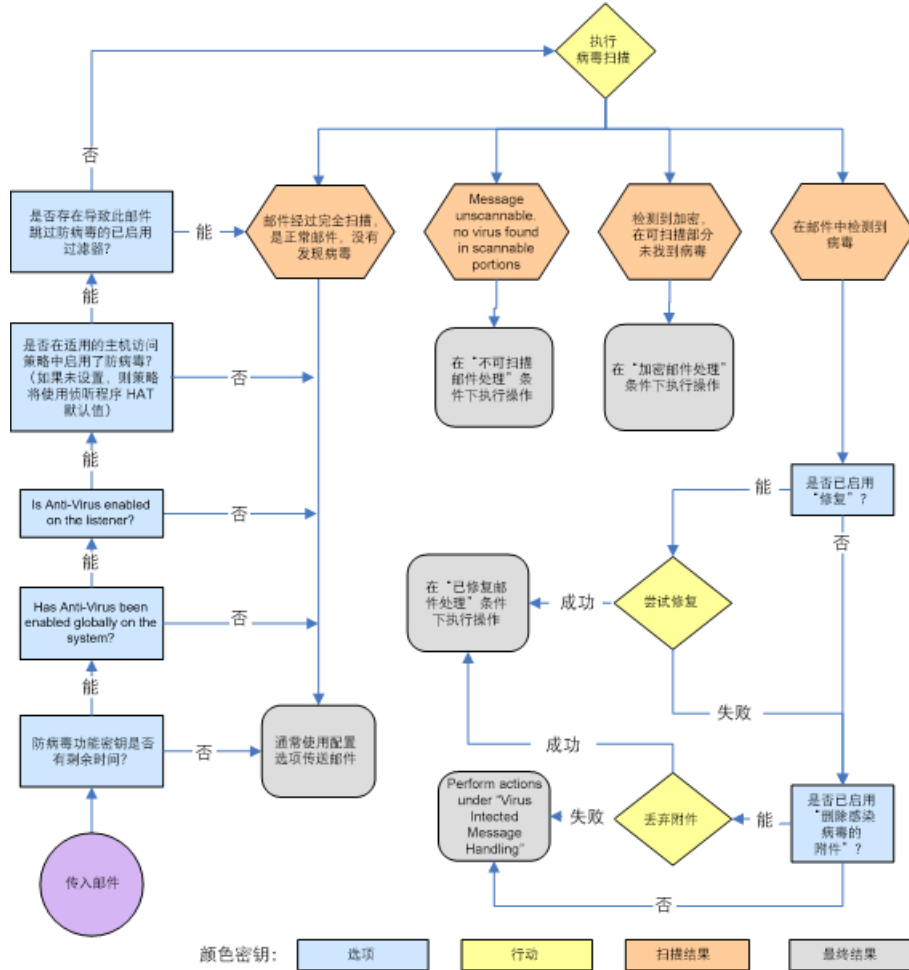 执行
病毒扫描
否
是否存在导致此邮件
跳过防病毒的已启用
过滤器？
能
邮件经过完全扫描，
是正常邮件，没有
发现病毒
Message
unscannable.
no virus found
in scannable
portions
检测到加密，
在可扫描部分
未找到病毒
在邮件中检测到
病毒
能
是否在适用的主机访问
策略中启用了防病毒？
（如果未设置，则策略
将使用侦听程序 HAT
默认值）
否
在“不可扫描
邮件处理”条
件下执行操作
在“加密邮件处理”
条件下执行操作
能
Is Anti-Virus enabled
on the listener?
否
能
是否已启用
“修复”？
否
能
Has Anti-Virus been
enabled globally on the
system?
否
在“已修复邮
件处理”条件
下执行操作
成功
尝试修复
能
失败
防病毒功能密钥是否
有剩余时间？
否
通常使用配置
选项传送邮件
成功
Perform actions
under “Virus
Intected
Message
Handling”
失败
丢弃附件
能
是否已启用
“删除感染
病毒的
附件”？
传入邮件
否
颜色密钥：
选项
行动
扫描结果
最终结果